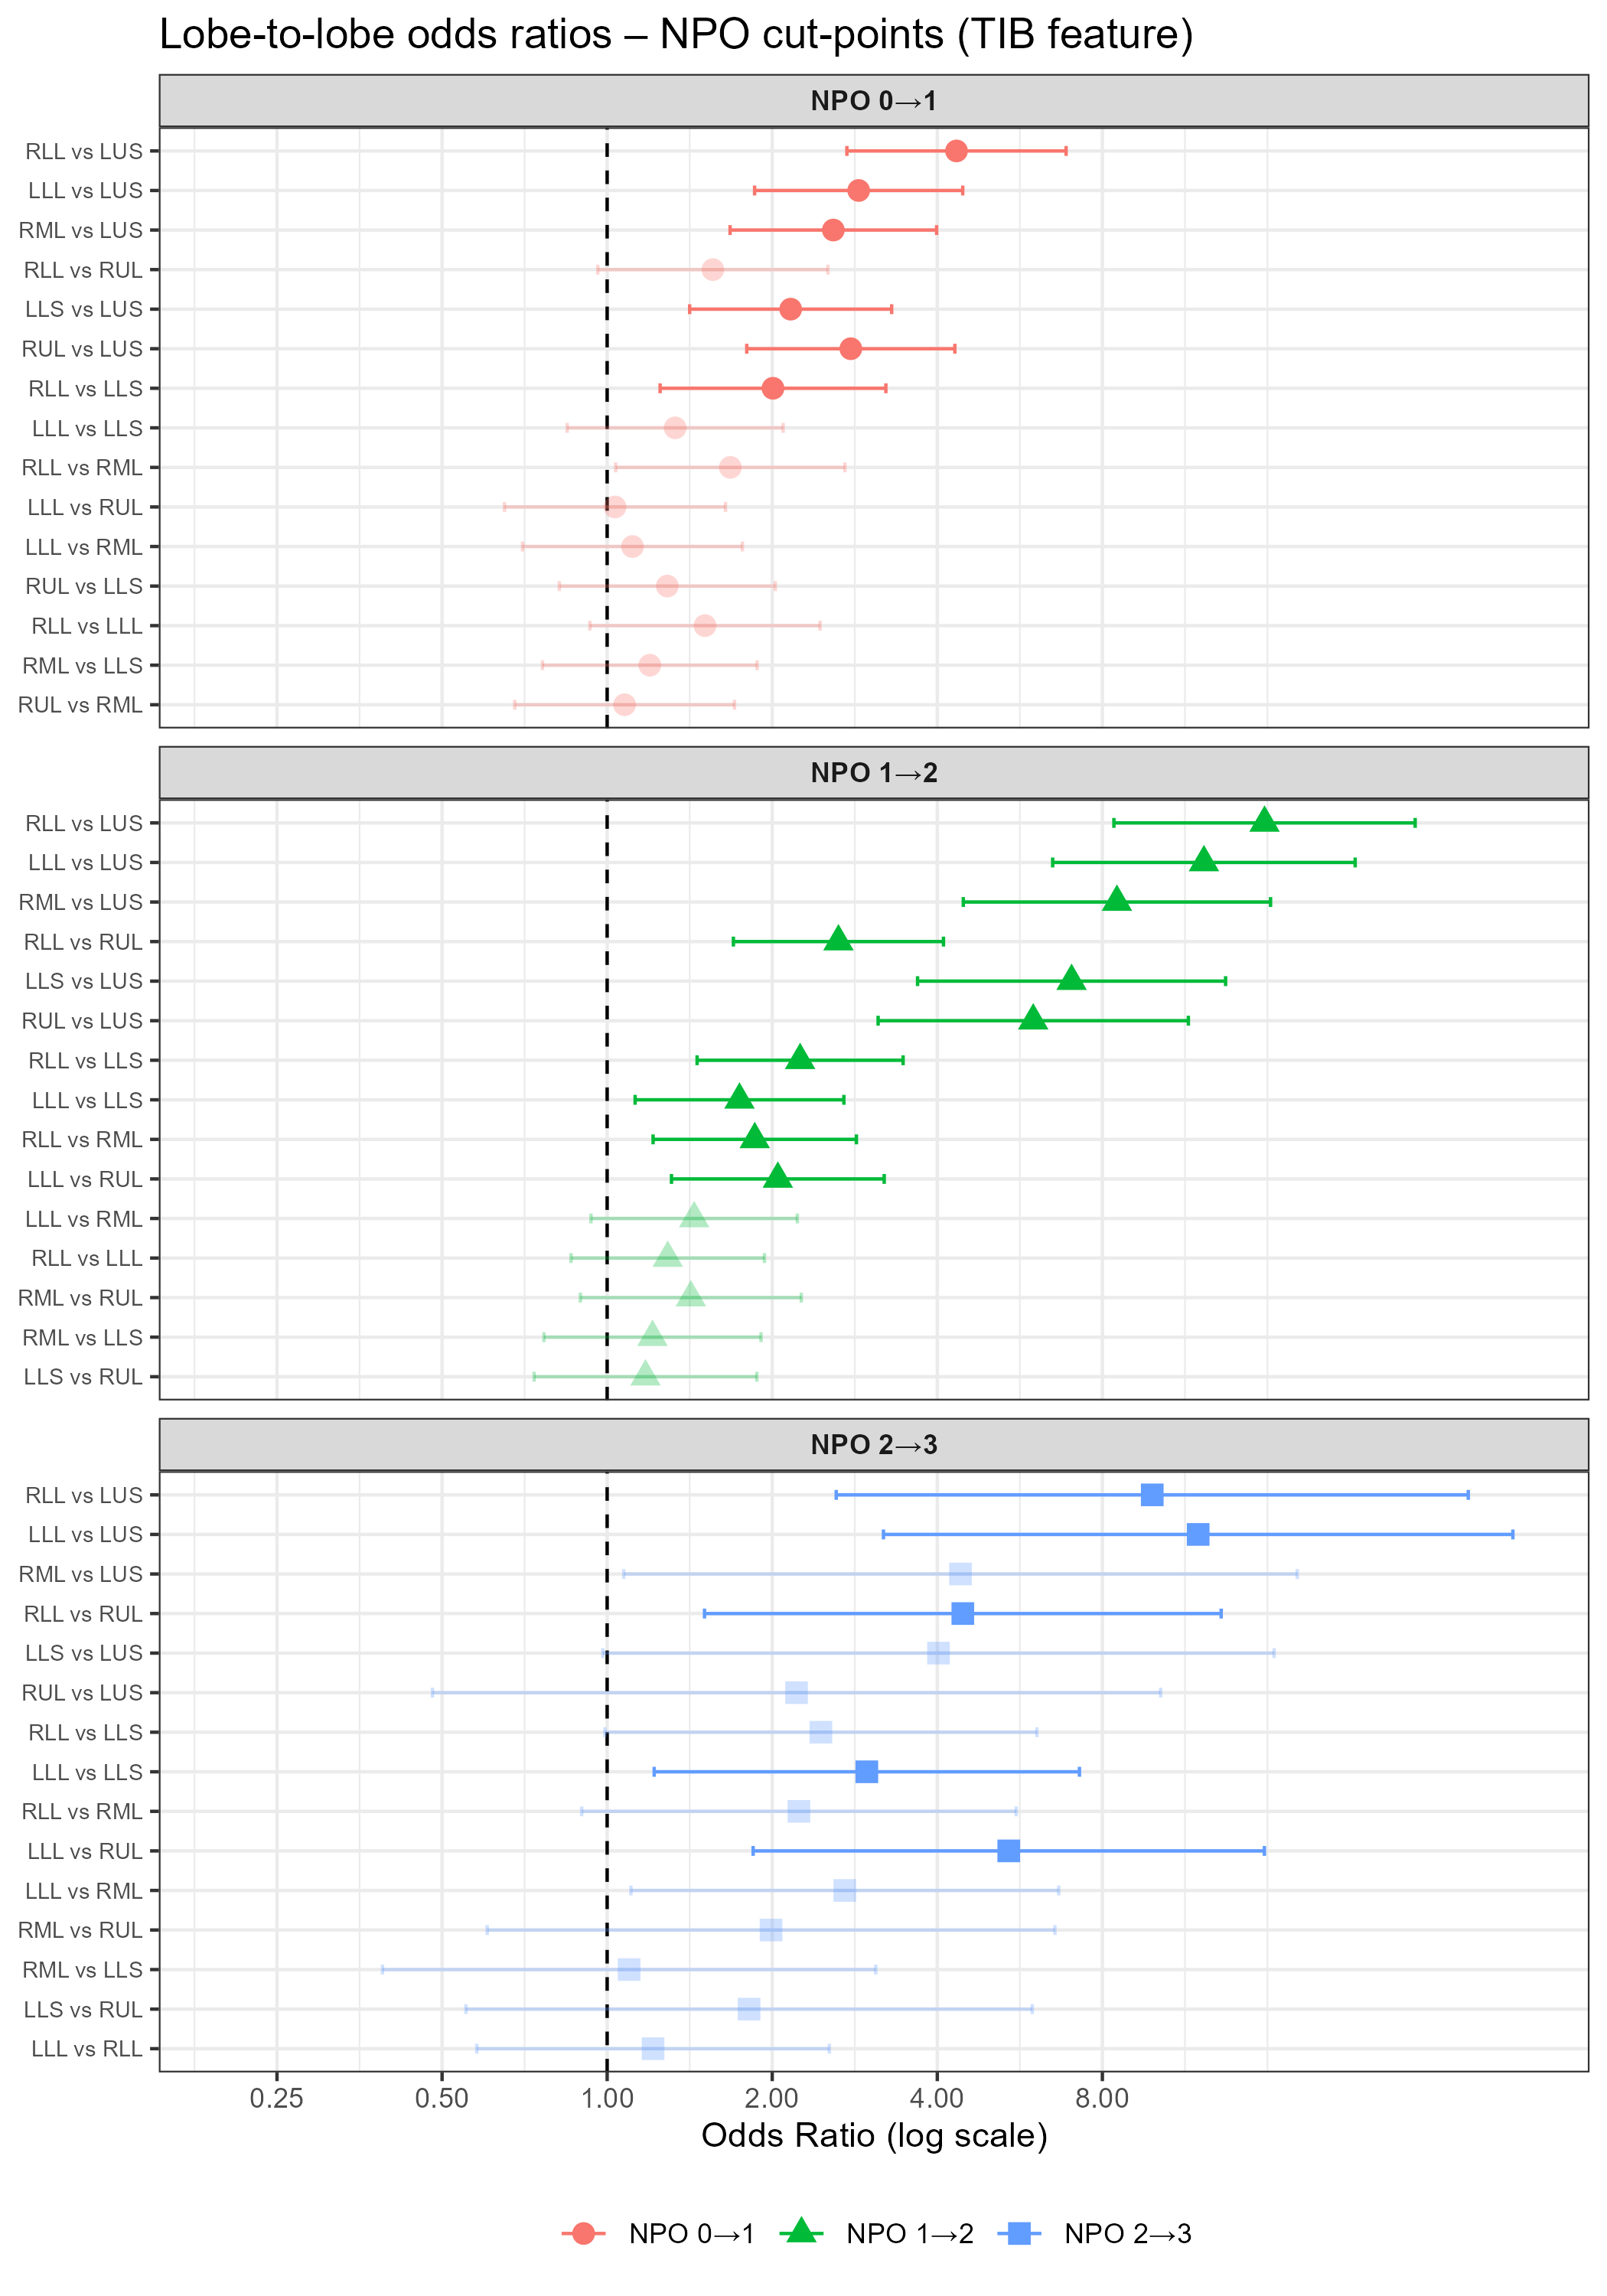 Lobe-to-lobe odds ratios – NPO cut-points (TIB feature)
NPO 0→1
RLL vs LUS
LLL vs LUS
RML vs LUS
RLL vs RUL
LLS vs LUS
RUL vs LUS
RLL vs LLS
LLL vs LLS
RLL vs RML
LLL vs RUL
LLL vs RML
RUL vs LLS
RLL vs LLL
RML vs LLS
RUL vs RML
NPO 1→2
RLL vs LUS
LLL vs LUS
RML vs LUS
RLL vs RUL
LLS vs LUS
RUL vs LUS
RLL vs LLS
LLL vs LLS
RLL vs RML
LLL vs RUL
LLL vs RML
RLL vs LLL
RML vs RUL
RML vs LLS
LLS vs RUL
NPO 2→3
RLL vs LUS
LLL vs LUS
RML vs LUS
RLL vs RUL
LLS vs LUS
RUL vs LUS
RLL vs LLS
LLL vs LLS
RLL vs RML
LLL vs RUL
LLL vs RML
RML vs RUL
RML vs LLS
LLS vs RUL
LLL vs RLL
0.25 0.50 1.00 2.00 4.00 8.00
Odds Ratio (log scale)
NPO 0→1 NPO 1→2 NPO 2→3